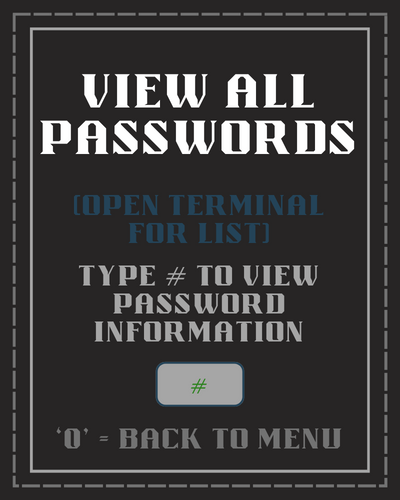 VIEW ALL
PASSWORDS
(OPEN TERMINAL
FOR LIST)
TYPE # TO VIEW
PASSWORD
INFORMATION
#
'0' = BACK TO MENU